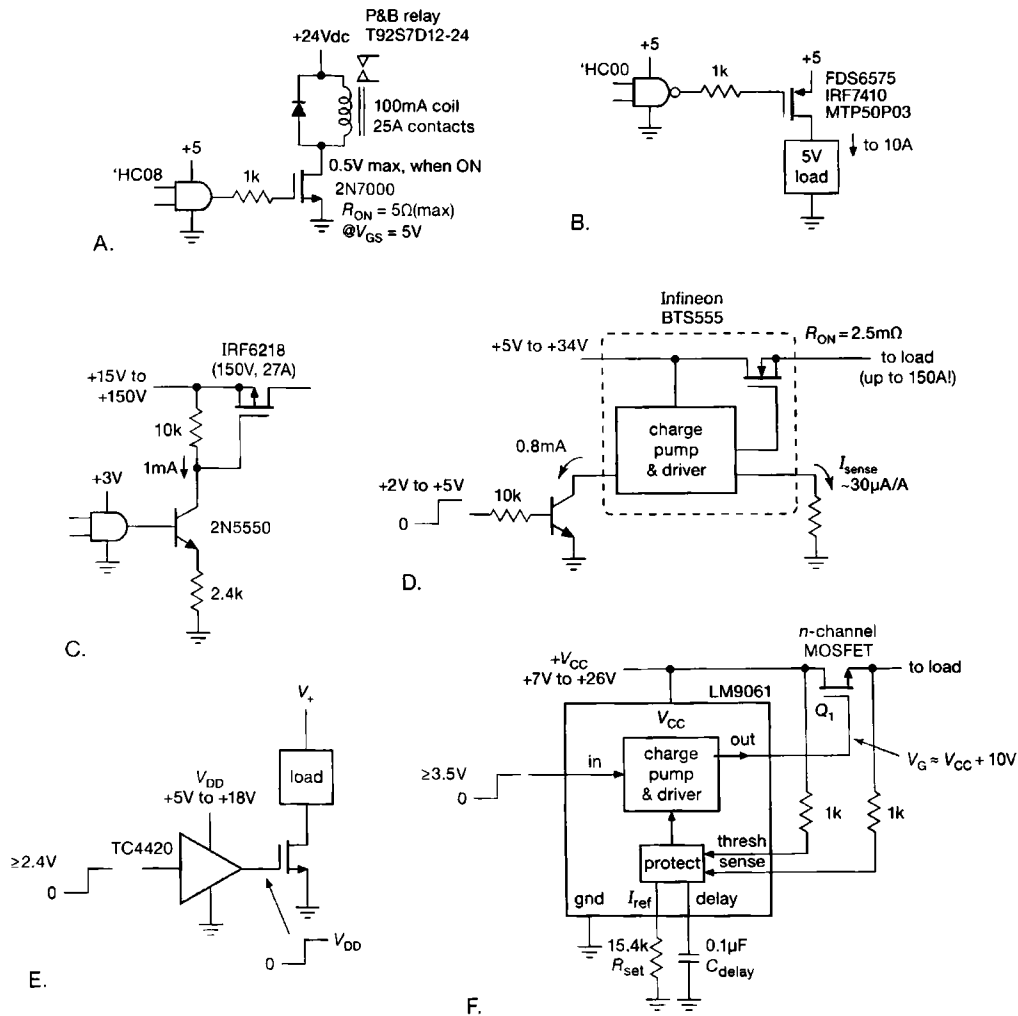 P&B relay
T92S7D12-24
+24Vdc
100mA coil
25A contacts
0.5V max, when ON
2N7000
R_ON = 5Ω(max)
@V_GS = 5V
+5
'HC08
1k
A.
+5
'HC00
1k
+5
FDS6575
IRF7410
MTP50P03
5V
load
to 10A
B.
IRF6218
(150V, 27A)
+15V to
+150V
10k
1mA
+3V
2N5550
2.4k
C.
Infineon
BTS555
R_ON = 2.5mΩ
+5V to +34V
to load
(up to 150A!)
charge
pump
& driver
0.8mA
I_sense
~30μA/A
+2V to +5V
0
10k
D.
V+
load
V_DD
+5V to +18V
TC4420
≥2.4V
0
V_DD
0
E.
n-channel
MOSFET
+V_CC
+7V to +26V
to load
LM9061
Q1
V_CC
out
charge
pump
& driver
in
≥3.5V
0
V_G ≈ V_CC + 10V
1k
1k
thresh
sense
protect
gnd
I_ref
delay
15.4k
R_set
0.1μF
C_delay
F.